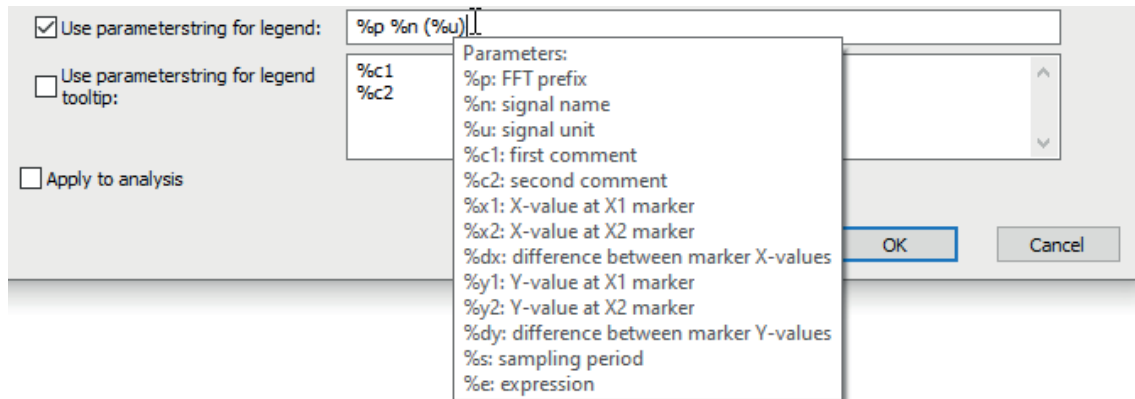 Use parameterstring for legend:
%p %n (%u)
Use parameterstring for legend
tooltip:
%c1
%c2
Apply to analysis
Parameters:
%p: FFT prefix
%n: signal name
%u: signal unit
%c1: first comment
%c2: second comment
%x1: X-value at X1 marker
%x2: X-value at X2 marker
%dx: difference between marker X-values
%y1: Y-value at X1 marker
%y2: Y-value at X2 marker
%dy: difference between marker Y-values
%s: sampling period
%e: expression
OK
Cancel